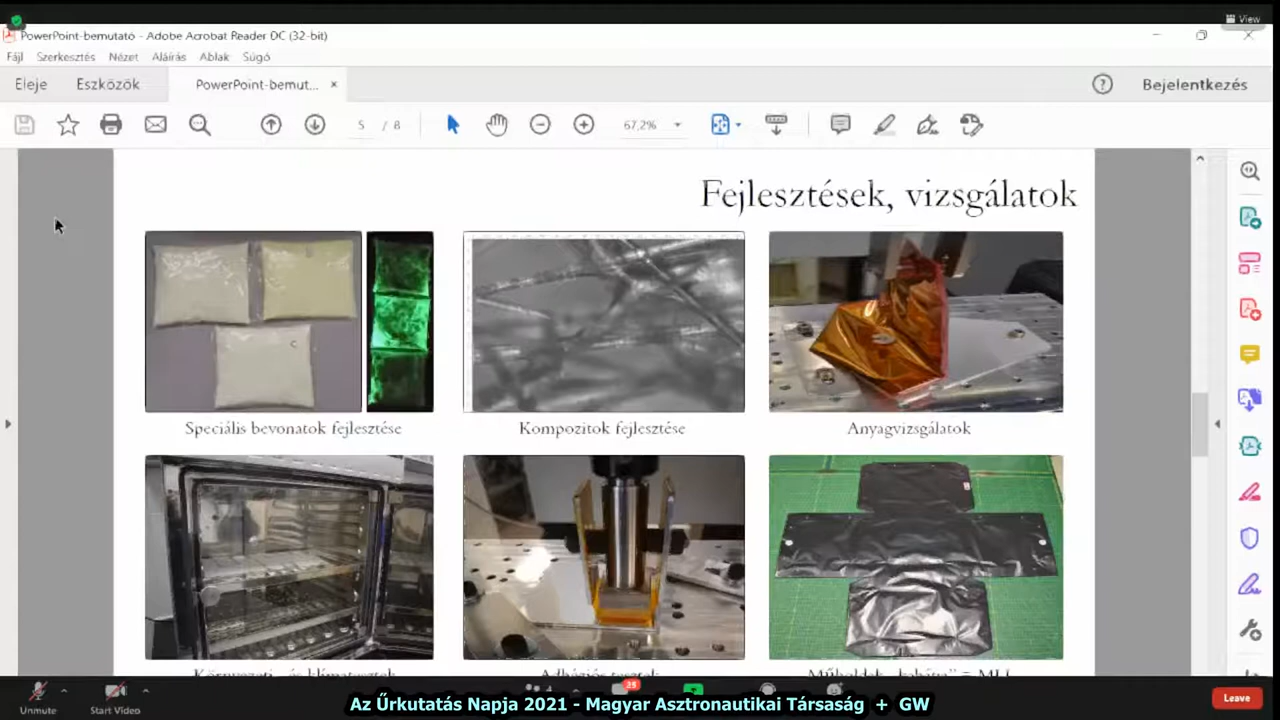 View
PowerPoint-bemutató - Adobe Acrobat Reader DC (32-bit)
Fájl Szerkesztés Nézet Aláírás Ablak Súgó
Eleje Eszközök PowerPoint-bemut... × Bejelentkezés
5 / 8 67,2%
Fejlesztések, vizsgálatok
Speciális bevonatok fejlesztése
Kompozitok fejlesztése
Anyagvizsgálatok
Unmute Start Video
35
Leave
Az Űrkutatás Napja 2021 - Magyar Asztronautikai Társaság + GW